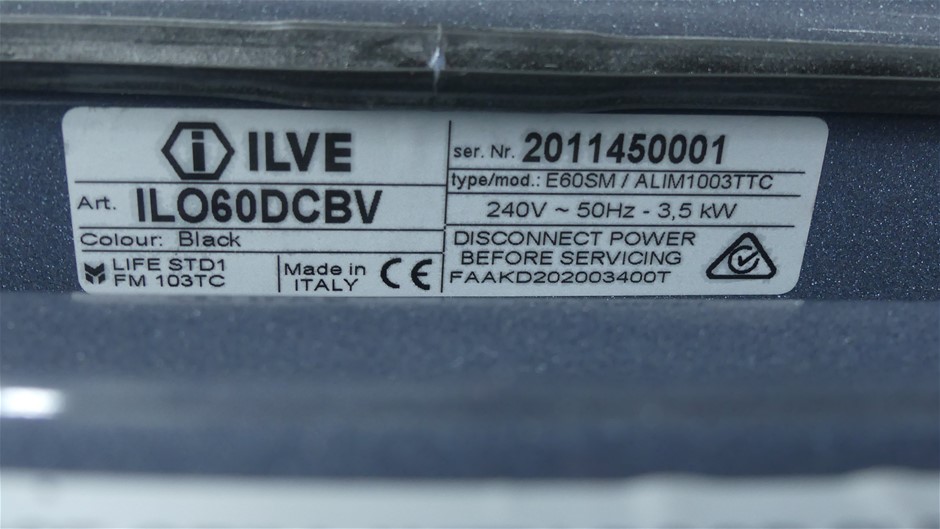 i ILVE
Art. ILO60DCBV
Colour: Black
LIFE STD1
FM 103TC
Made in
ITALY
CE
ser. Nr. 2011450001
type/mod.: E60SM / ALIM1003TTC
240V ~ 50Hz - 3,5 kW
DISCONNECT POWER
BEFORE SERVICING
FAAKD202003400T